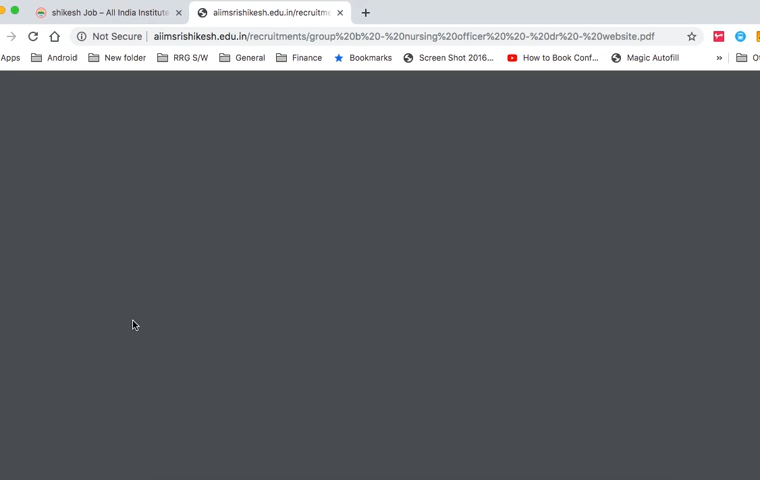 shikesh Job – All India Institute
aiimsrishikesh.edu.in/recruitme
Not Secure
aiimsrishikesh.edu.in/recruitments/group%20b%20-%20nursing%20officer%20%20-%20dr%20-%20website.pdf
Apps
Android
New folder
RRG S/W
General
Finance
Bookmarks
Screen Shot 2016...
How to Book Conf...
Magic Autofill
»